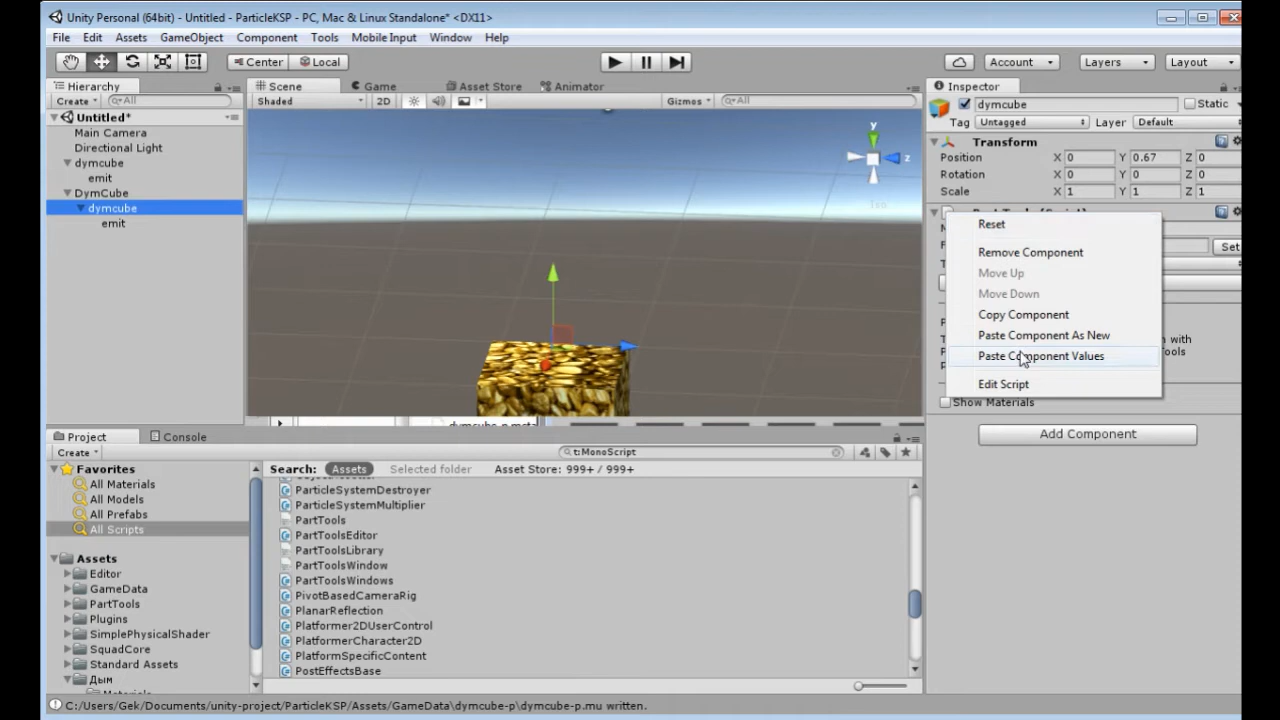 Unity Personal (64bit) - Untitled - ParticleKSP - PC, Mac & Linux Standalone* <DX11>
File Edit Assets GameObject Component Tools Mobile Input Window Help
Center Local Account Layers Layout
Hierarchy Scene Game Asset Store Animator Inspector
Create All Shaded 2D Gizmos All dymcube Static
Untitled* Tag Untagged Layer Default
Main Camera
Directional Light
dymcube
emit
DymCube
dymcube
emit
y
z
Iso
Transform
Position X 0 Y 0.67 Z 0
Rotation X 0 Y 0 Z 0
Scale X 1 Y 1 Z 1
Reset
Remove Component
Move Up
Move Down
Copy Component
Paste Component As New
Paste Component Values
Edit Script
Set
with
ools
Show Materials
Add Component
Project Console
Create t:MonoScript
Favorites
All Materials
All Models
All Prefabs
All Scripts
Assets
Editor
GameData
PartTools
Plugins
SimplePhysicalShader
SquadCore
Standard Assets
Дым
Search: Assets Selected folder Asset Store: 999+ / 999+
ParticleSystemDestroyer
ParticleSystemMultiplier
PartTools
PartToolsEditor
PartToolsLibrary
PartToolsWindow
PartToolsWindows
PivotBasedCameraRig
PlanarReflection
Platformer2DUserControl
PlatformerCharacter2D
PlatformSpecificContent
PostEffectsBase
C:/Users/Gek/Documents/unity-project/ParticleKSP/Assets/GameData\dymcube-p\dymcube-p.mu written.